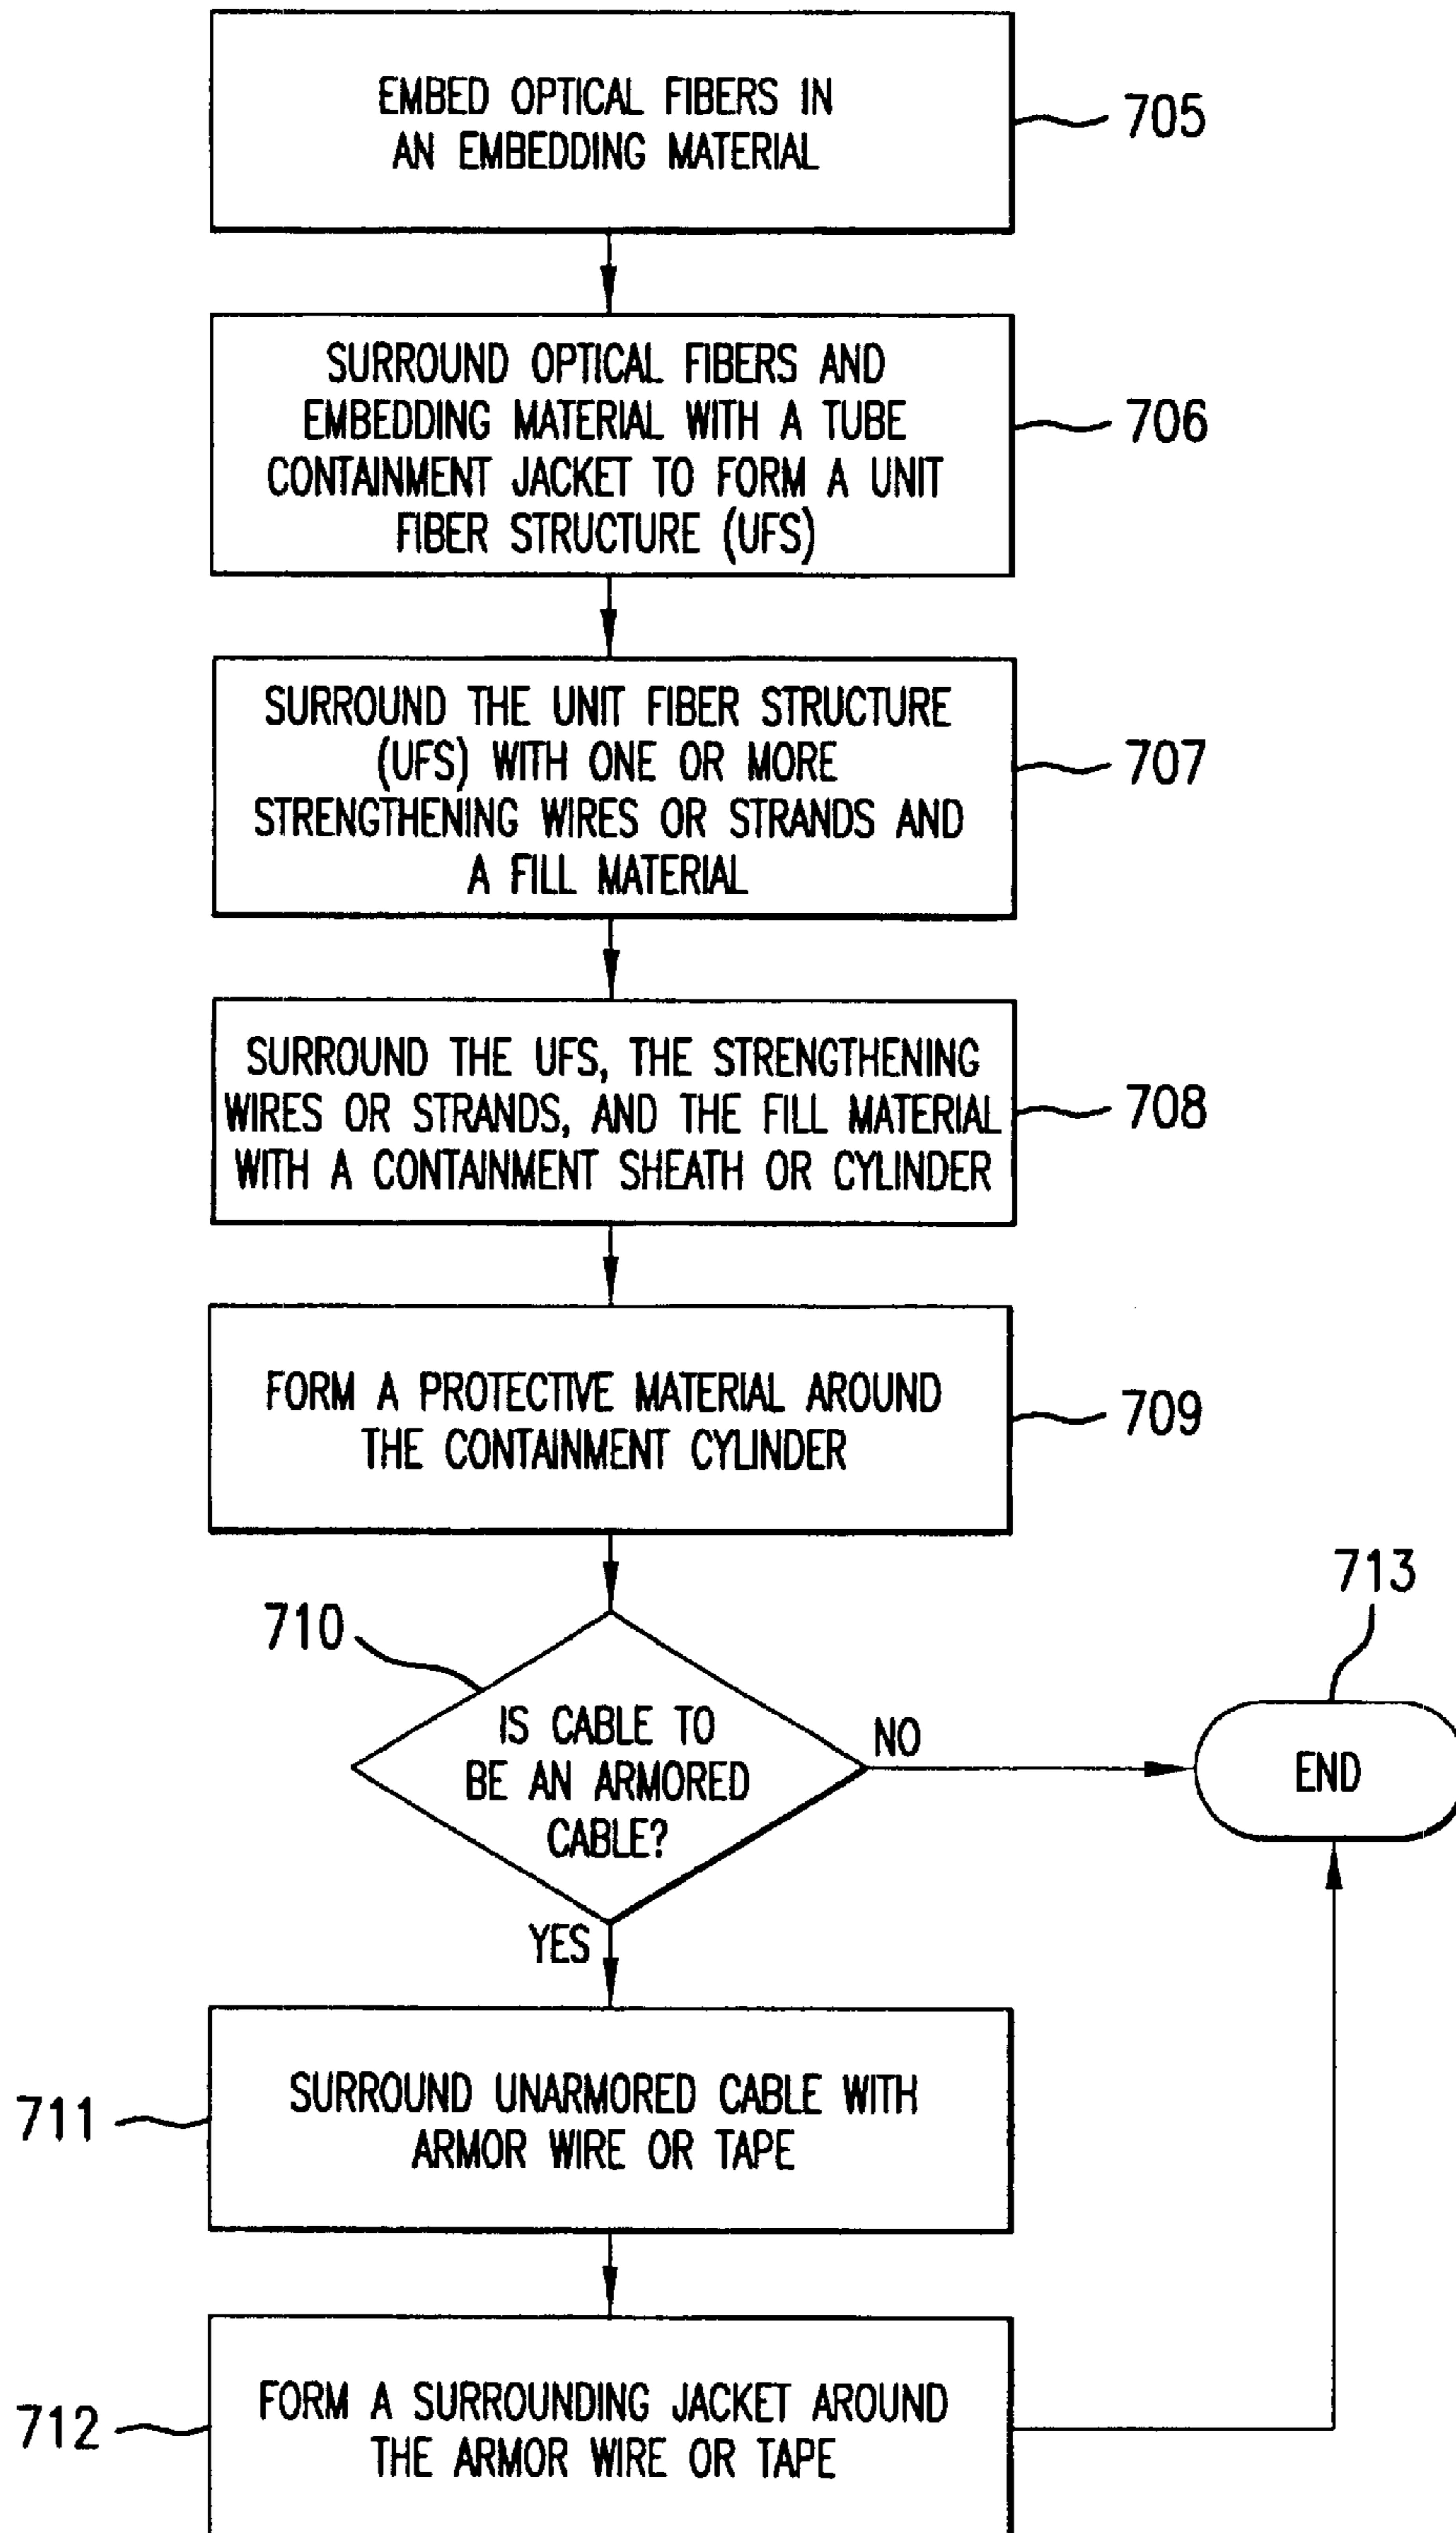 EMBED OPTICAL FIBERS IN
AN EMBEDDING MATERIAL
705
SURROUND OPTICAL FIBERS AND
EMBEDDING MATERIAL WITH A TUBE
CONTAINMENT JACKET TO FORM A UNIT
FIBER STRUCTURE (UFS)
706
SURROUND THE UNIT FIBER STRUCTURE
(UFS) WITH ONE OR MORE
STRENGTHENING WIRES OR STRANDS AND
A FILL MATERIAL
707
SURROUND THE UFS, THE STRENGTHENING
WIRES OR STRANDS, AND THE FILL MATERIAL
WITH A CONTAINMENT SHEATH OR CYLINDER
708
FORM A PROTECTIVE MATERIAL AROUND
THE CONTAINMENT CYLINDER
709
710
IS CABLE TO
BE AN ARMORED
CABLE?
NO
713
END
YES
711
SURROUND UNARMORED CABLE WITH
ARMOR WIRE OR TAPE
712
FORM A SURROUNDING JACKET AROUND
THE ARMOR WIRE OR TAPE